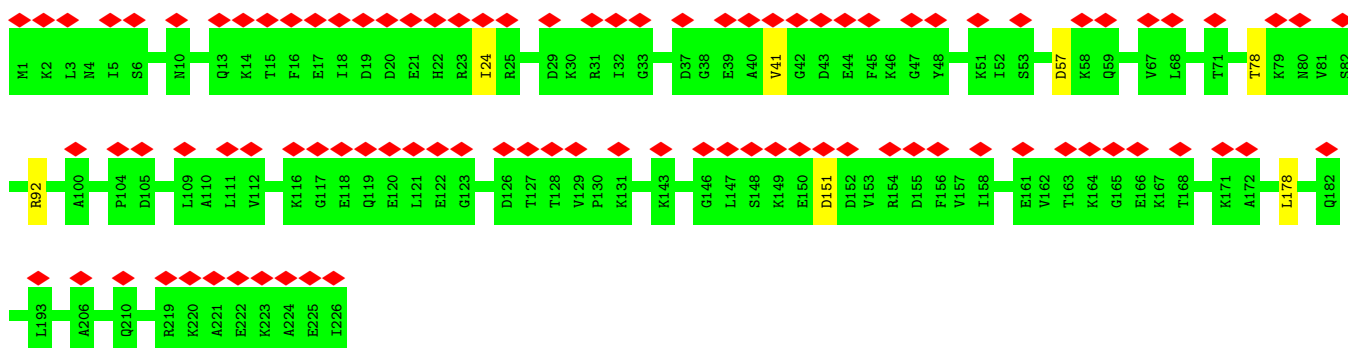 M1 K2 L3 N4 I5 S6 N10 Q13 K14 T15 F16 E17 I18 D19 D20 E21 H22 R23 I24 R25 D29 K30 R31 I32 G33 D37 G38 E39 A40 V41 G42 D43 E44 F45 K46 G47 Y48 K51 I52 S53 D57 K58 Q59 V67 L68 T71 T78 K79 N80 V81 S82
R92 A100 P104 D105 L109 A110 L111 V112 K116 G117 E118 Q119 E120 L121 E122 G123 D126 T127 T128 V129 P130 K131 K143 G146 L147 S148 K149 E150 D151 D152 V153 R154 D155 F156 V157 I158 E161 V162 T163 K164 G165 E166 K167 T168 K171 A172 L178 Q182
L193 A206 Q210 R219 K220 A221 E222 K223 A224 E225 I226